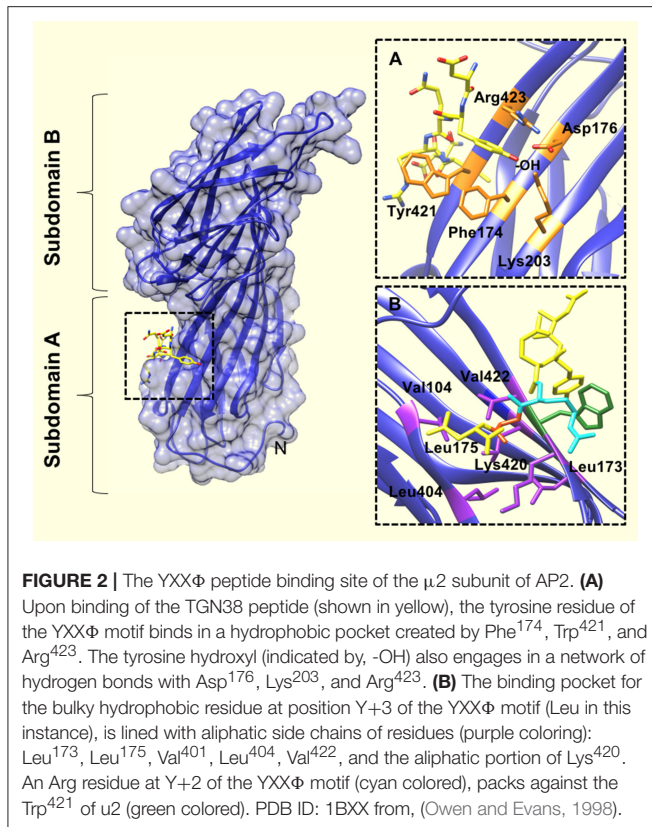 Subdomain B
Subdomain A
N
A
Arg423
Asp176
-OH
Tyr421
Phe174
Lys203
B
Val422
Val104
Leu175
Lys420
Leu173
Leu404
FIGURE 2 | The YXXΦ peptide binding site of the μ2 subunit of AP2. (A)
Upon binding of the TGN38 peptide (shown in yellow), the tyrosine residue of
the YXXΦ motif binds in a hydrophobic pocket created by Phe174, Trp421, and
Arg423. The tyrosine hydroxyl (indicated by, -OH) also engages in a network of
hydrogen bonds with Asp176, Lys203, and Arg423. (B) The binding pocket for
the bulky hydrophobic residue at position Y+3 of the YXXΦ motif (Leu in this
instance), is lined with aliphatic side chains of residues (purple coloring):
Leu173, Leu175, Val401, Leu404, Val422, and the aliphatic portion of Lys420.
An Arg residue at Y+2 of the YXXΦ motif (cyan colored), packs against the
Trp421 of u2 (green colored). PDB ID: 1BXX from, (Owen and Evans, 1998).